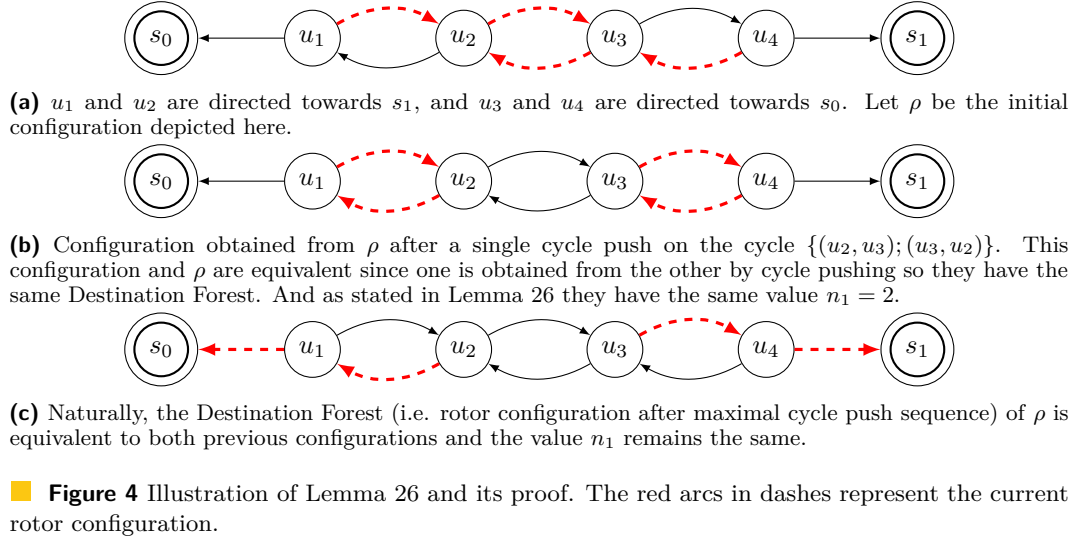 s₀ u₁ u₂ u₃ u₄ s₁
(a) u₁ and u₂ are directed towards s₁, and u₃ and u₄ are directed towards s₀. Let ρ be the initial
configuration depicted here.
s₀ u₁ u₂ u₃ u₄ s₁
(b) Configuration obtained from ρ after a single cycle push on the cycle {(u₂, u₃); (u₃, u₂)}. This
configuration and ρ are equivalent since one is obtained from the other by cycle pushing so they have the
same Destination Forest. And as stated in Lemma 26 they have the same value n₁ = 2.
s₀ u₁ u₂ u₃ u₄ s₁
(c) Naturally, the Destination Forest (i.e. rotor configuration after maximal cycle push sequence) of ρ is
equivalent to both previous configurations and the value n₁ remains the same.
Figure 4 Illustration of Lemma 26 and its proof. The red arcs in dashes represent the current
rotor configuration.